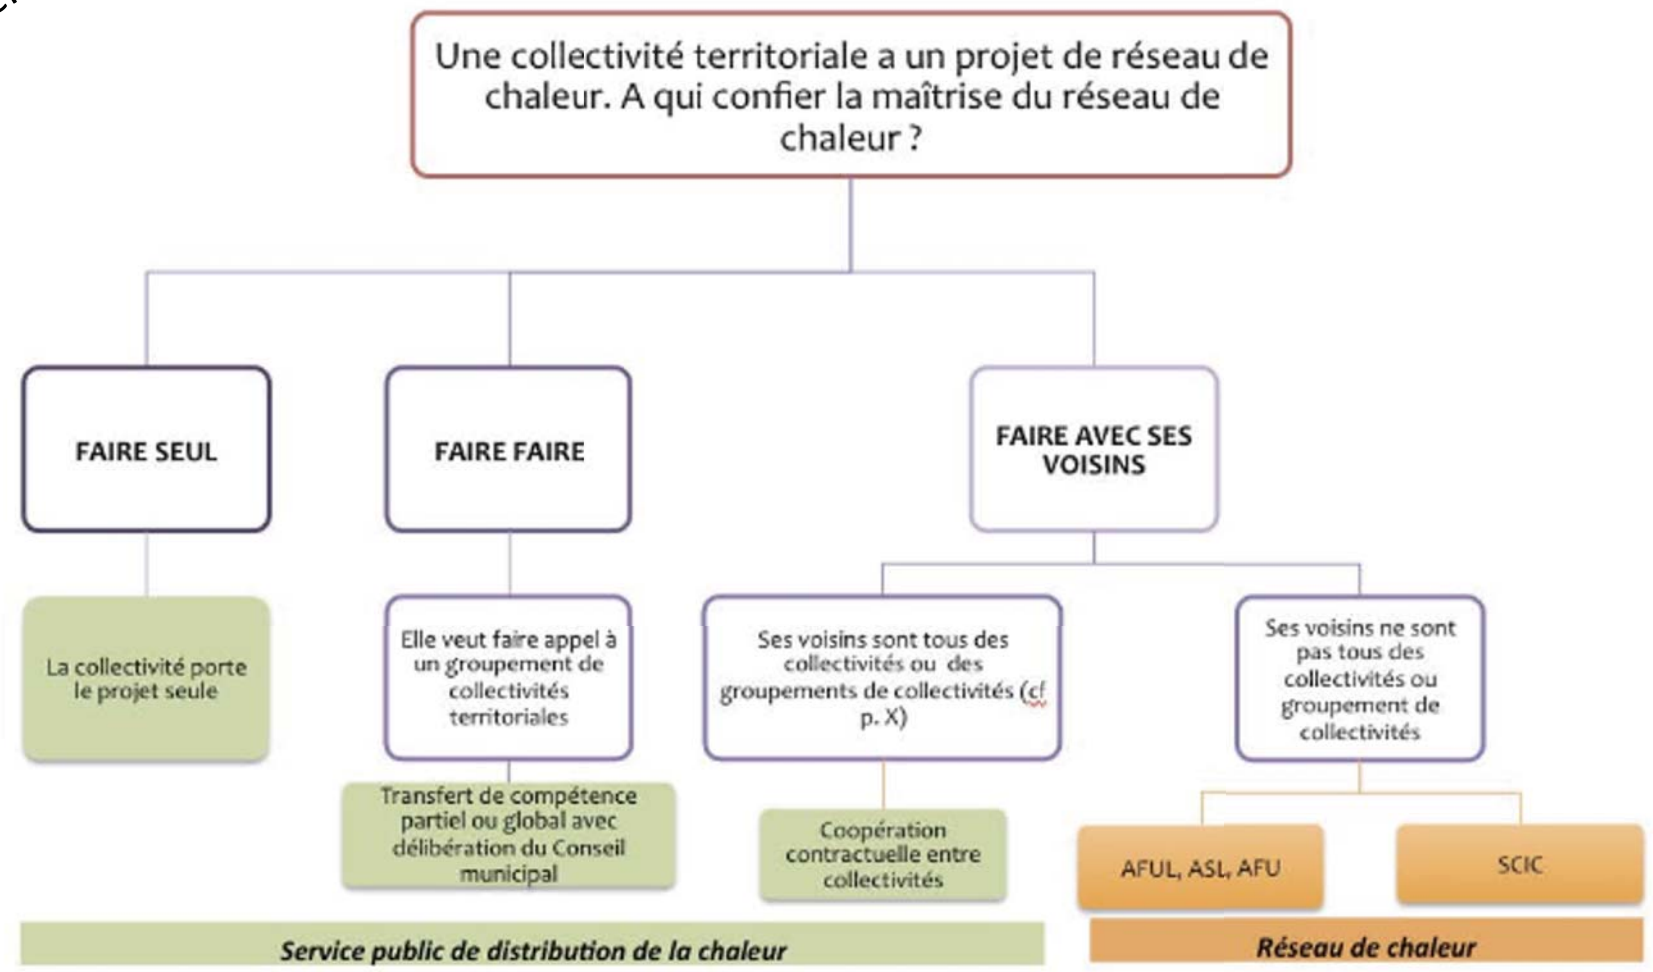 Une collectivité territoriale a un projet de réseau de
chaleur. A qui confier la maîtrise du réseau de
chaleur ?
FAIRE SEUL
FAIRE FAIRE
FAIRE AVEC SES
VOISINS
La collectivité porte
le projet seule
Elle veut faire appel à
un groupement de
collectivités
territoriales
Ses voisins sont tous des
collectivités ou des
groupements de collectivités (cf
p. X)
Ses voisins ne sont
pas tous des
collectivités ou
groupement de
collectivités
Transfert de compétence
partiel ou global avec
délibération du Conseil
municipal
Coopération
contractuelle entre
collectivités
AFUL, ASL, AFU
SCIC
Service public de distribution de la chaleur
Réseau de chaleur